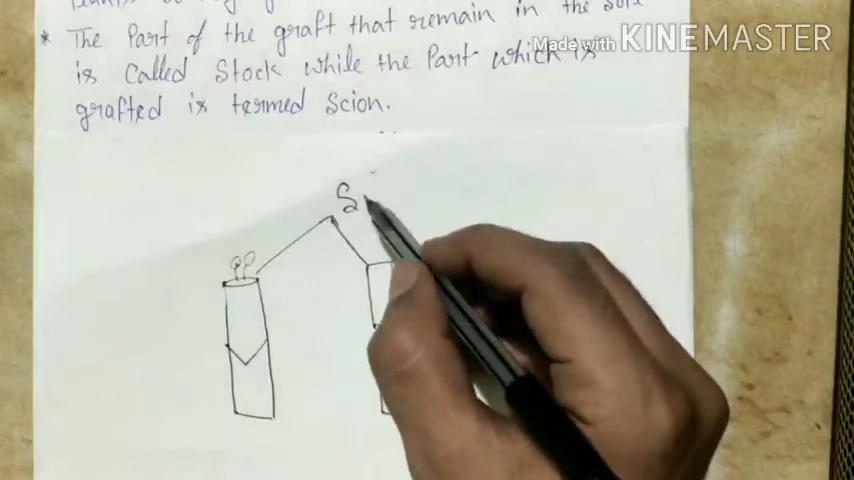 * The Part of the graft that remain in the soil
is called Stock while the Part which is
grafted is termed Scion.
S
Made with KINEMASTER